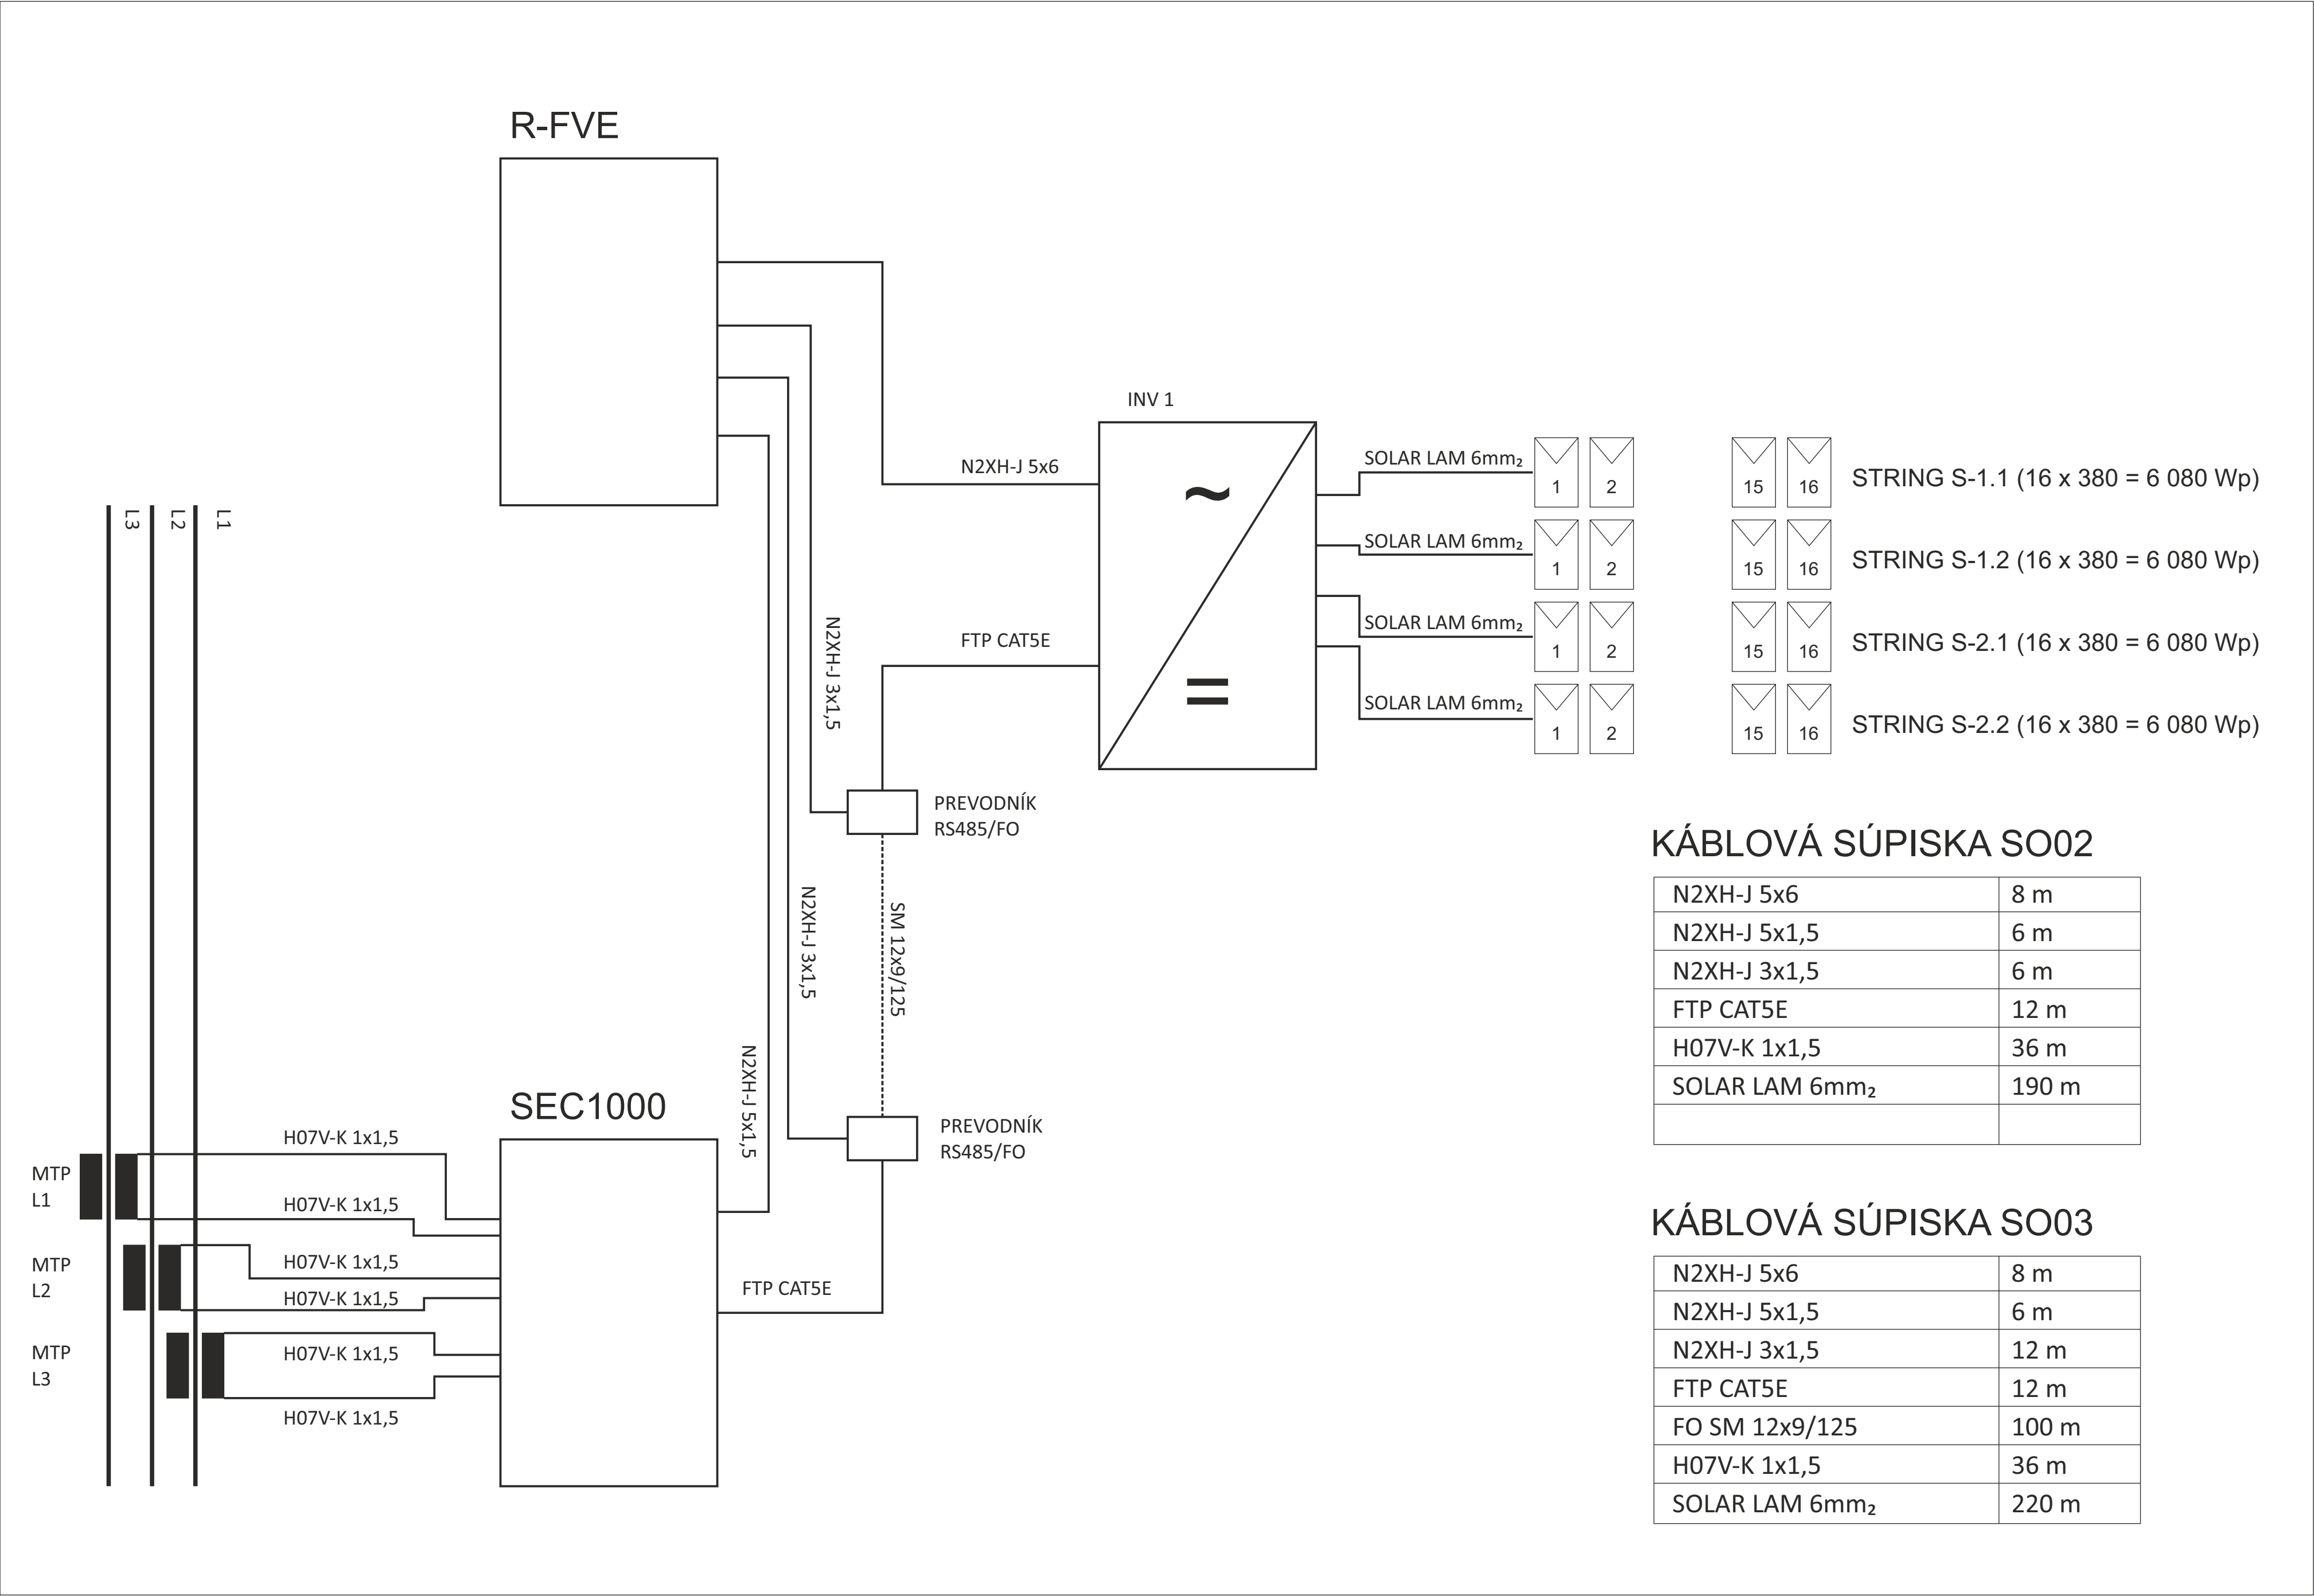 R-FVE
INV 1
N2XH-J 5x6
FTP CAT5E
SOLAR LAM 6mm₂
1 2 15 16
STRING S-1.1 (16 x 380 = 6 080 Wp)
SOLAR LAM 6mm₂
1 2 15 16
STRING S-1.2 (16 x 380 = 6 080 Wp)
SOLAR LAM 6mm₂
1 2 15 16
STRING S-2.1 (16 x 380 = 6 080 Wp)
SOLAR LAM 6mm₂
1 2 15 16
STRING S-2.2 (16 x 380 = 6 080 Wp)
~
=
L3
L2
L1
N2XH-J 3x1,5
N2XH-J 3x1,5
N2XH-J 5x1,5
SM 12x9/125
PREVODNÍK
RS485/FO
PREVODNÍK
RS485/FO
SEC1000
FTP CAT5E
MTP
L1
MTP
L2
MTP
L3
H07V-K 1x1,5
H07V-K 1x1,5
H07V-K 1x1,5
H07V-K 1x1,5
H07V-K 1x1,5
H07V-K 1x1,5
KÁBLOVÁ SÚPISKA SO02
N2XH-J 5x6 8 m
N2XH-J 5x1,5 6 m
N2XH-J 3x1,5 6 m
FTP CAT5E 12 m
H07V-K 1x1,5 36 m
SOLAR LAM 6mm₂ 190 m
KÁBLOVÁ SÚPISKA SO03
N2XH-J 5x6 8 m
N2XH-J 5x1,5 6 m
N2XH-J 3x1,5 12 m
FTP CAT5E 12 m
FO SM 12x9/125 100 m
H07V-K 1x1,5 36 m
SOLAR LAM 6mm₂ 220 m